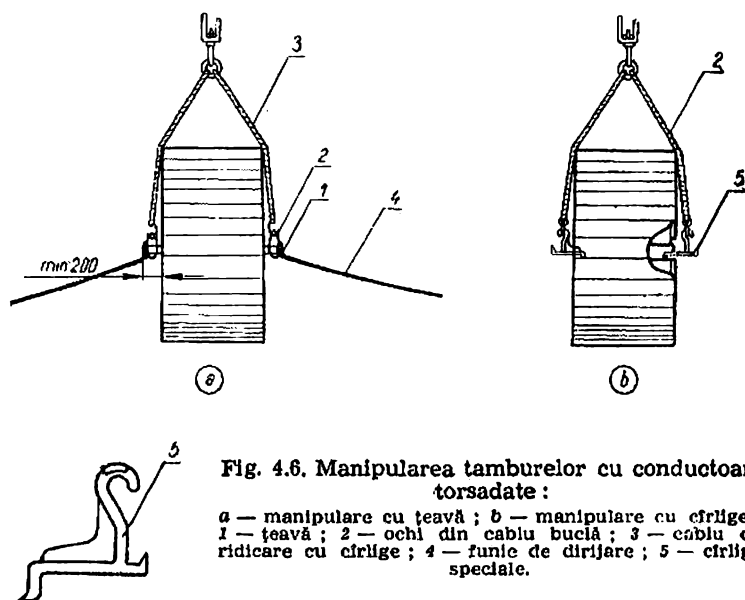 3
2
2
1
4
5
min 200
a
b
5
Fig. 4.6. Manipularea tamburelor cu conductoar
torsadate :
a — manipulare cu țeavă ; b — manipulare cu cîrlige
1 — țeavă ; 2 — ochi din cablu buclă ; 3 — cablu d
ridicare cu cîrlige ; 4 — funie de dirijare ; 5 — cîrlig
speciale.